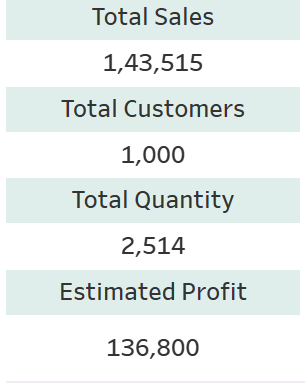 Total Sales
1,43,515
Total Customers
1,000
Total Quantity
2,514
Estimated Profit
136,800